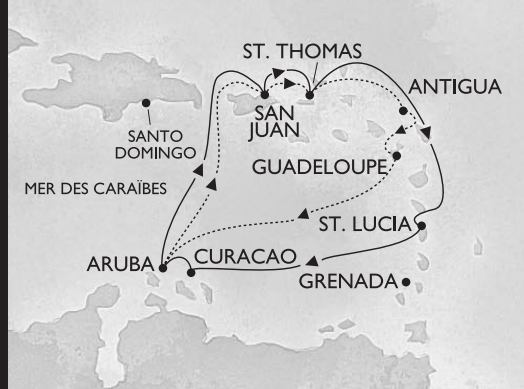 ST. THOMAS
ANTIGUA
SAN
JUAN
SANTO
DOMINGO
GUADELOUPE
MER DES CARAÏBES
ST. LUCIA
ARUBA
CURACAO
GRENADA